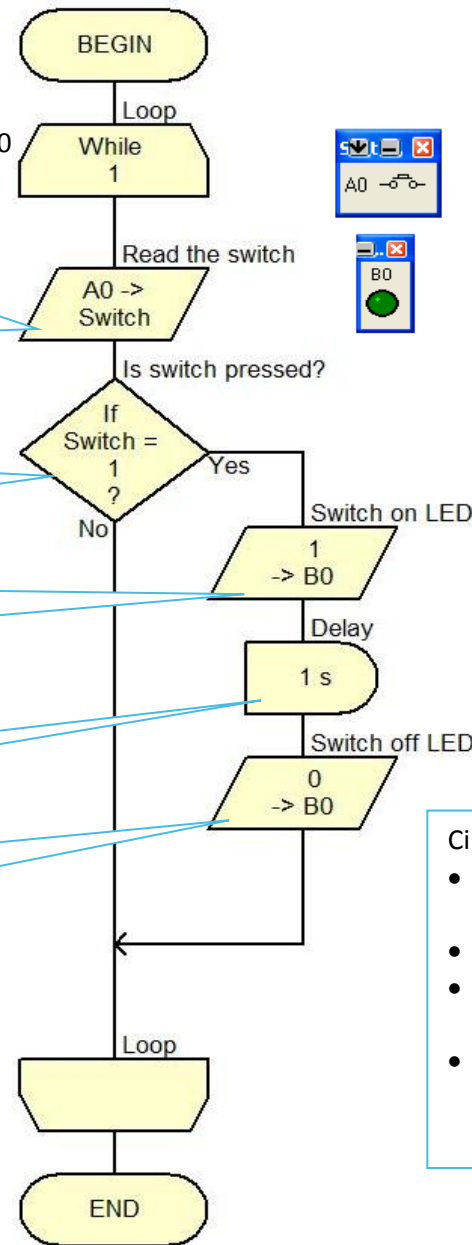 BEGIN
Loop
0
While
1
A0
B0
Read the switch
A0 ->
Switch
Is switch pressed?
If
Switch =
1
?
Yes
No
Switch on LED
1
-> B0
Delay
1 s
Switch off LED
0
-> B0
Ci
•
•
•
•
Loop
END